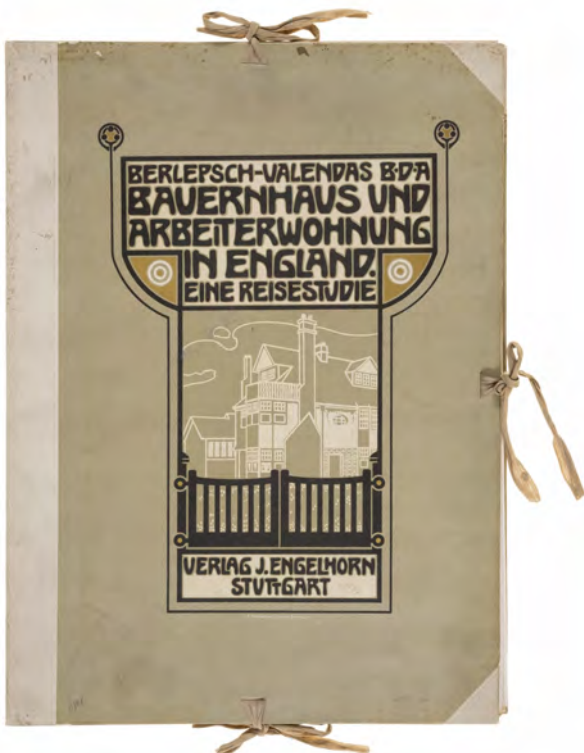 BERLEPSCH-VALENDAS B·D·A
BAUERNHAUS UND
ARBEITERWOHNUNG
IN ENGLAND.
EINE REISESTUDIE
VERLAG J. ENGELHORN
STUTTGART